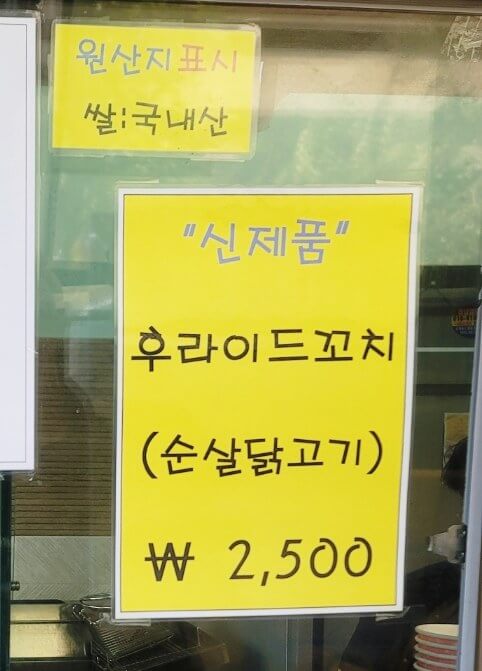 원산지표시
쌀:국내산
"신제품"
후라이드꼬치
(순살닭고기)
₩ 2,500